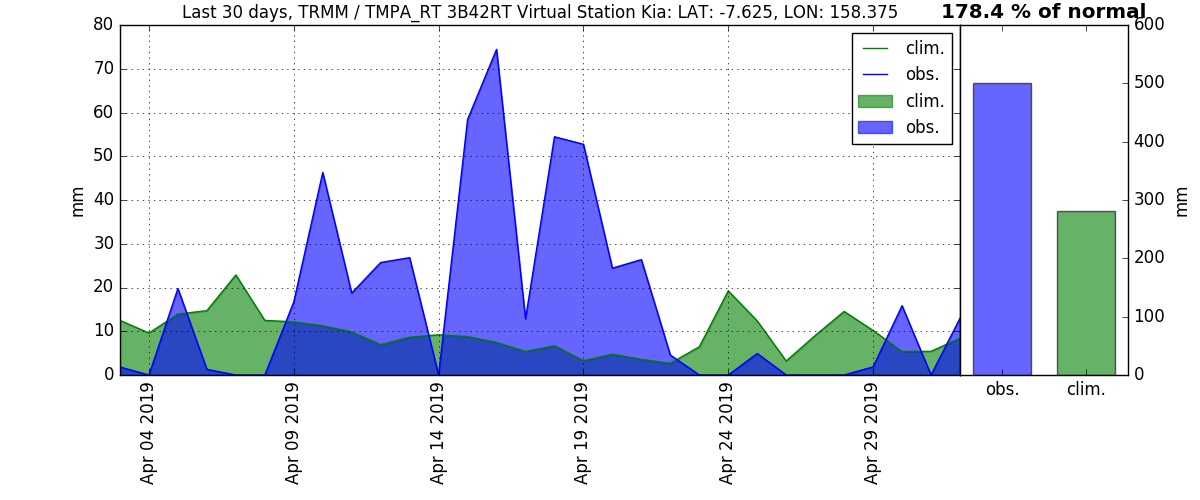 Last 30 days, TRMM / TMPA_RT 3B42RT Virtual Station Kia: LAT: -7.625, LON: 158.375
178.4 % of normal
80
70
60
50
40
30
20
10
0
mm
clim.
obs.
clim.
obs.
Apr 04 2019
Apr 09 2019
Apr 14 2019
Apr 19 2019
Apr 24 2019
Apr 29 2019
600
500
400
300
200
100
0
mm
obs.
clim.